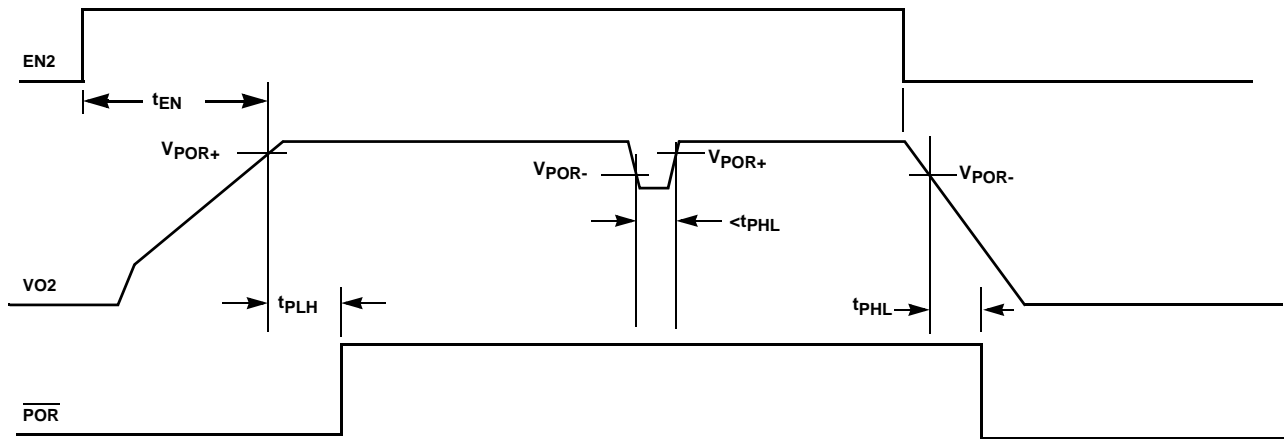 EN2
tEN
VPOR+
VPOR-
VPOR+
VPOR-
<tPHL
VO2
tPLH
tPHL
POR